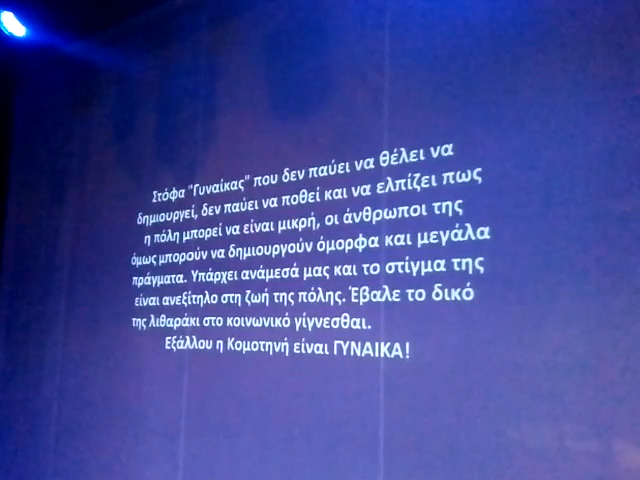 Στόφα "Γυναίκας" που δεν παύει να θέλει να
δημιουργεί, δεν παύει να ποθεί και να ελπίζει πως
η πόλη μπορεί να είναι μικρή, οι άνθρωποι της
όμως μπορούν να δημιουργούν όμορφα και μεγάλα
πράγματα. Υπάρχει ανάμεσά μας και το στίγμα της
είναι ανεξίτηλο στη ζωή της πόλης. Έβαλε το δικό
της λιθαράκι στο κοινωνικό γίγνεσθαι.
Εξάλλου η Κομοτηνή είναι ΓΥΝΑΙΚΑ!